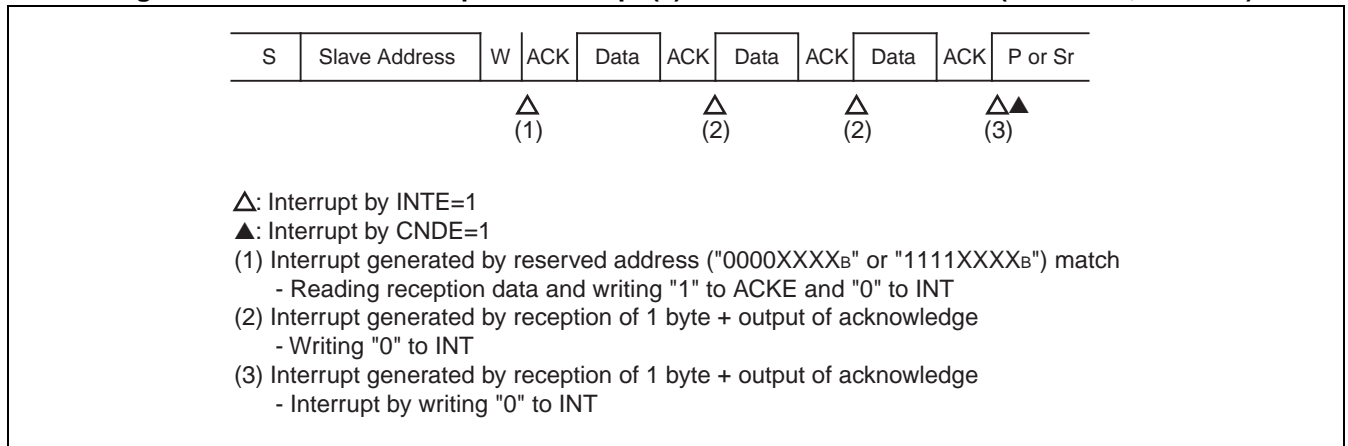 S Slave Address W ACK Data ACK Data ACK Data ACK P or Sr
(1) (2) (2) (3)
△: Interrupt by INTE=1
▲: Interrupt by CNDE=1
(1) Interrupt generated by reserved address ("0000XXXXB" or "1111XXXXB") match
- Reading reception data and writing "1" to ACKE and "0" to INT
(2) Interrupt generated by reception of 1 byte + output of acknowledge
- Writing "0" to INT
(3) Interrupt generated by reception of 1 byte + output of acknowledge
- Interrupt by writing "0" to INT